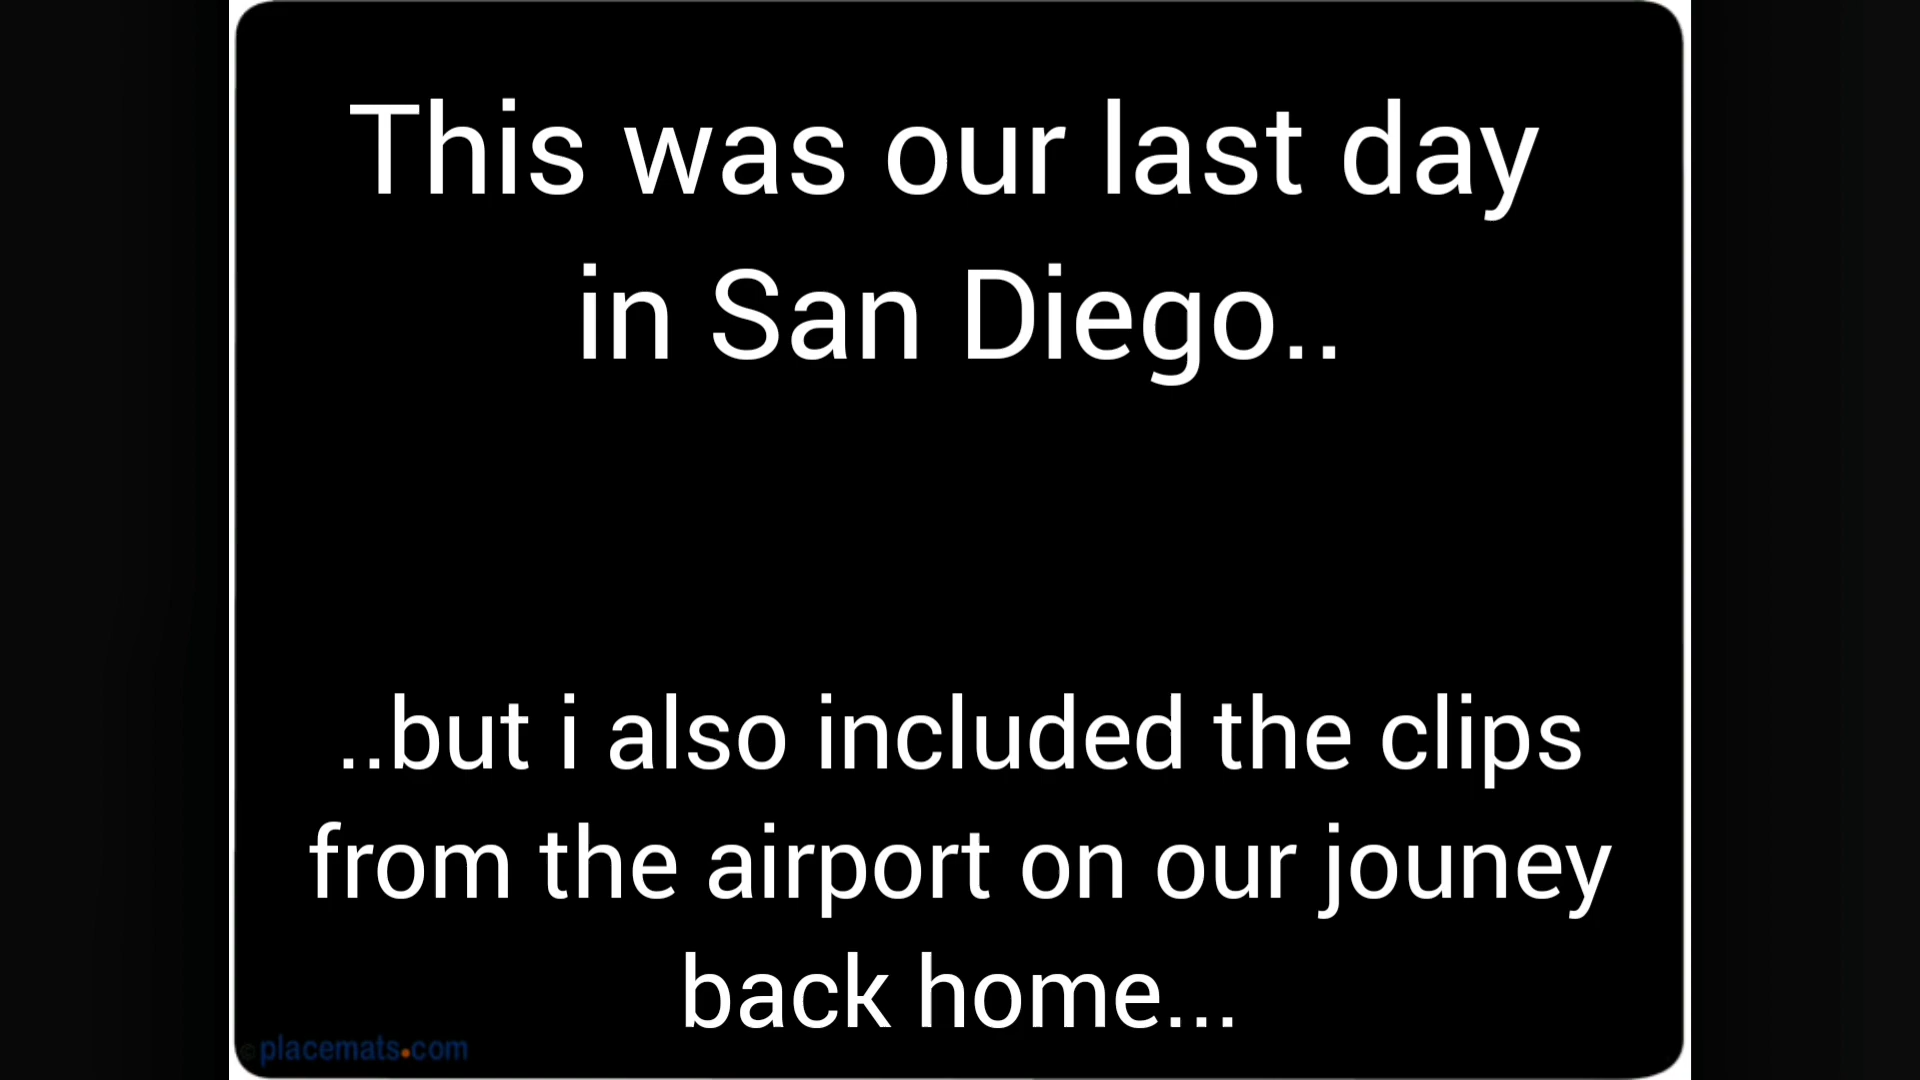 This was our last day
in San Diego..
..but i also included the clips
from the airport on our jouney
back home...
© placemats.com